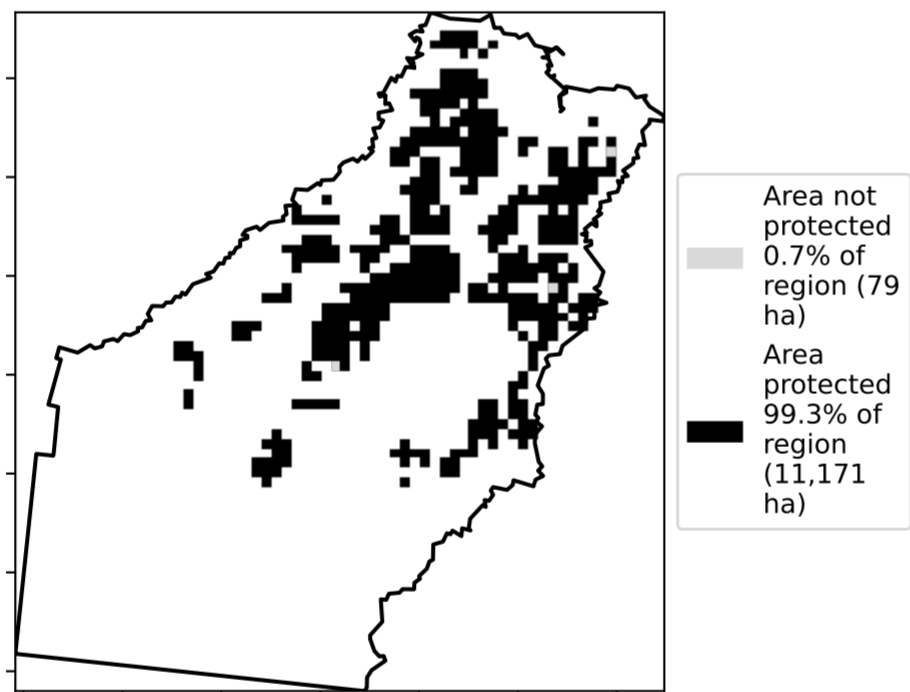 Area not
protected
0.7% of
region (79
ha)
Area
protected
99.3% of
region
(11,171
ha)